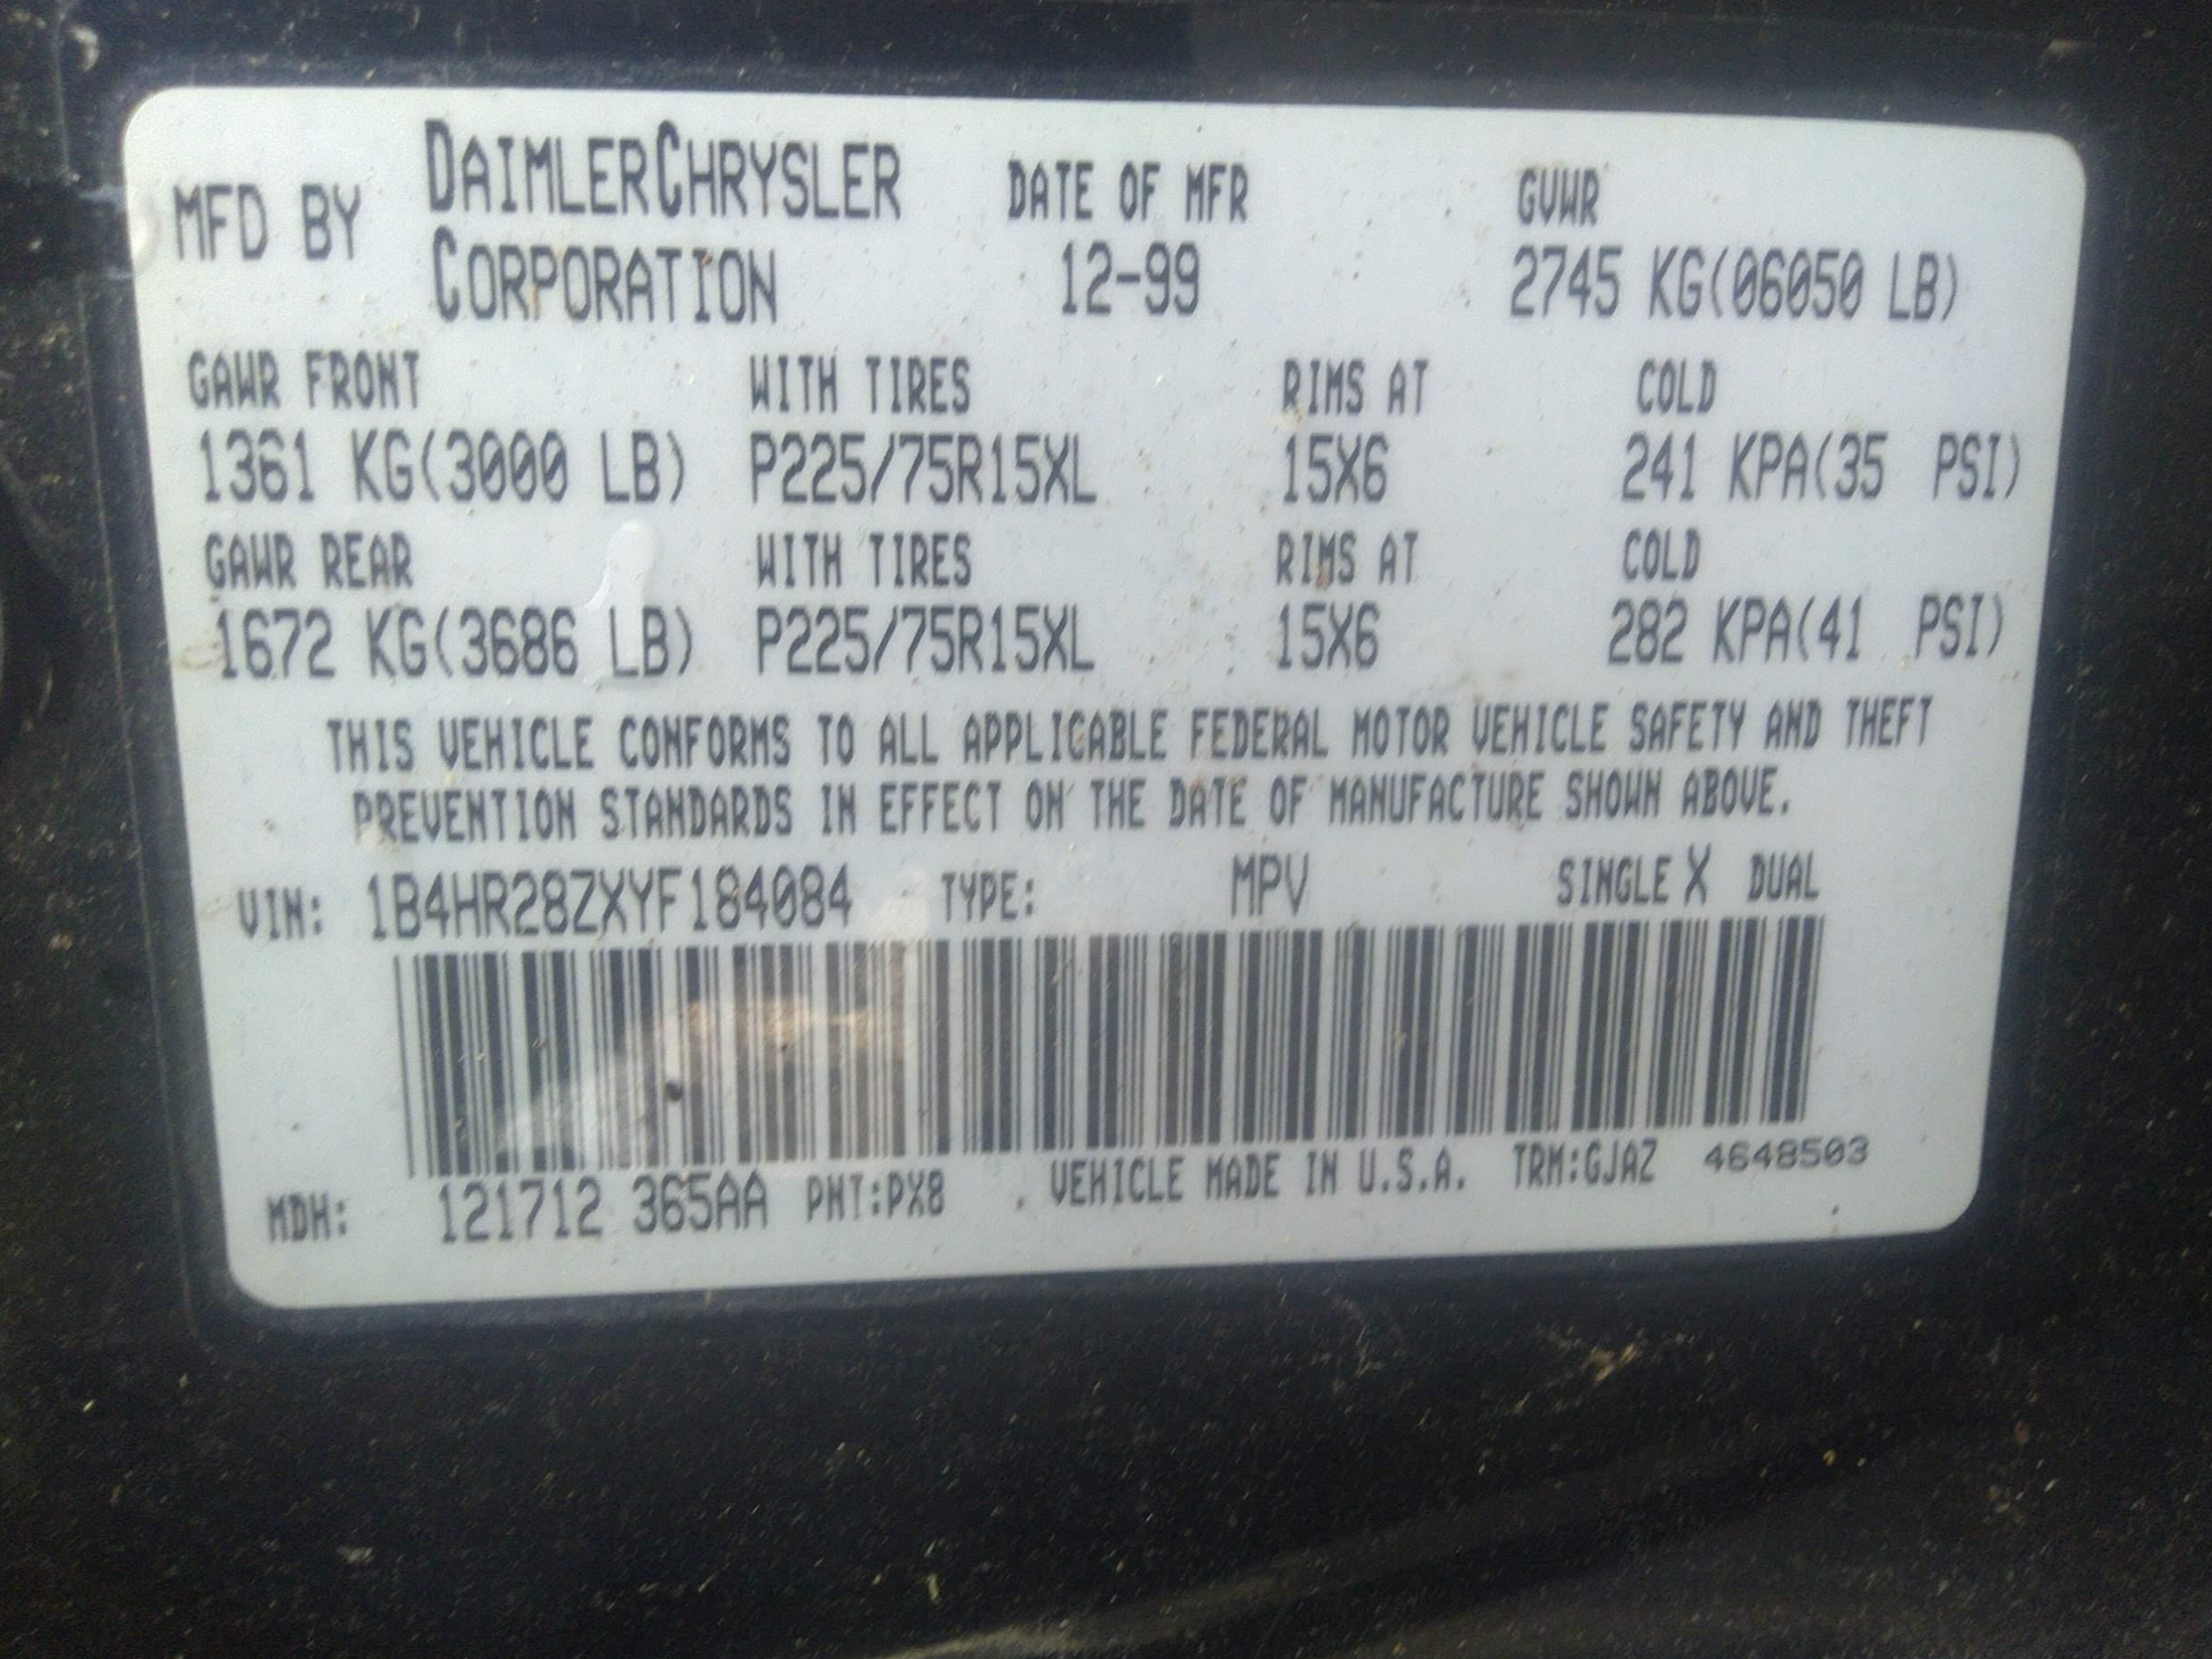 MFD BY DAIMLERCHRYSLER CORPORATION DATE OF MFR 12-99 GVWR 2745 KG(06050 LB)
GAWR FRONT WITH TIRES RIMS AT COLD
1361 KG(3000 LB) P225/75R15XL 15X6 241 KPA(35 PSI)
GAWR REAR WITH TIRES RIMS AT COLD
1672 KG(3686 LB) P225/75R15XL 15X6 282 KPA(41 PSI)
THIS VEHICLE CONFORMS TO ALL APPLICABLE FEDERAL MOTOR VEHICLE SAFETY AND THEFT
PREVENTION STANDARDS IN EFFECT ON THE DATE OF MANUFACTURE SHOWN ABOVE.
VIN: 1B4HR28ZXYF184084 TYPE: MPV SINGLE X DUAL
MDH: 121712 365AA PNT:PX8 VEHICLE MADE IN U.S.A. TRM:GJAZ 4648503